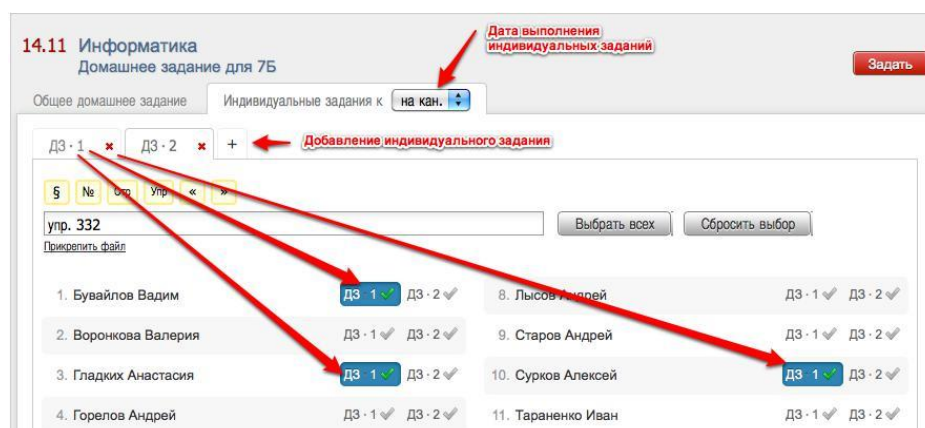 Дата выполнения
индивидуальных заданий
14.11 Информатика
Домашнее задание для 7Б
Задать
Общее домашнее задание Индивидуальные задания к на кан.
ДЗ · 1 ДЗ · 2 + Добавление индивидуального задания
§ № Стр Упр « »
упр. 332 Выбрать всех Сбросить выбор
Прикрепить файл
1. Бувайлов Вадим ДЗ · 1 ДЗ · 2 8. Лысов Андрей ДЗ · 1 ДЗ · 2
2. Воронкова Валерия ДЗ · 1 ДЗ · 2 9. Старов Андрей ДЗ · 1 ДЗ · 2
3. Гладких Анастасия ДЗ · 1 ДЗ · 2 10. Сурков Алексей ДЗ · 1 ДЗ · 2
4. Горелов Андрей ДЗ · 1 ДЗ · 2 11. Тараненко Иван ДЗ · 1 ДЗ · 2